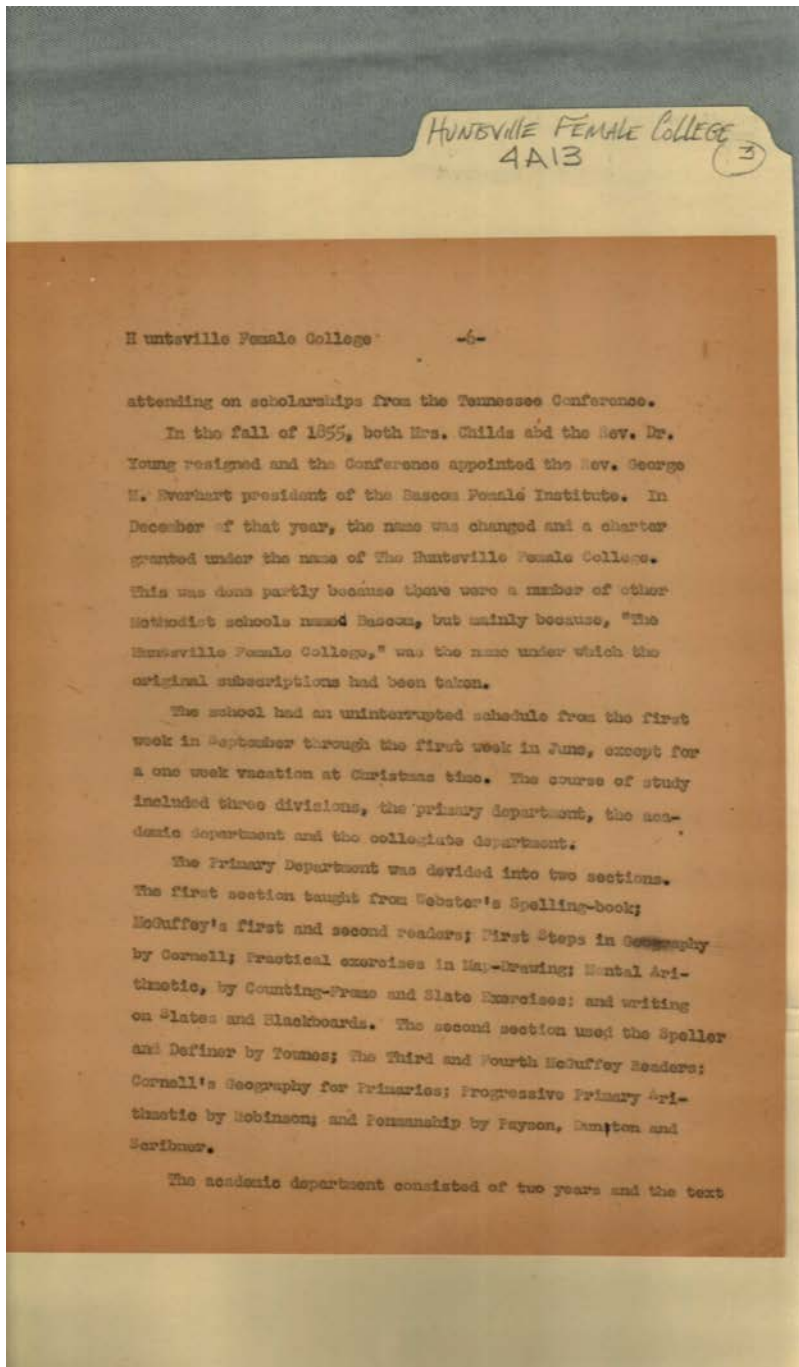 HUNTSVILLE FEMALE COLLEGE
4A13
3
H untsville Female College -6-
attending on scholarships from the Tennessee Conference.
In the fall of 1855, both Mrs. Childs abd the Rev. Dr.
Young resigned and the Conference appointed the Rev. George
M. Everhart president of the Bascom Female Institute. In
December of that year, the name was changed and a charter
granted under the name of The Huntsville Female College.
This was done partly because there were a number of other
Methodist schools named Bascom, but mainly because, "The
Huntsville Female College," was the name under which the
original subscriptions had been taken.
The school had an uninterrupted schedule from the first
week in September through the first week in June, except for
a one week vacation at Christmas time. The course of study
included three divisions, the primary department, the aca-
demic department and the collegiate department.
The Primary Department was devided into two sections.
The first section taught from Webster's Spelling-book;
McGuffey's first and second readers; First Steps in Geography
by Cornell; Practical exercises in Map-Drawing; Mental Ari-
thmetic, by Counting-Frame and Slate Exercises; and writing
on Slates and Blackboards. The second section used the Speller
and Definer by Townes; The Third and Fourth McGuffey Readers;
Cornell's Geography for Primaries; Progressive Primary Ari-
thmetic by Robinson; and Penmanship by Payson, Dunton and
Scribner.
The academic department consisted of two years and the text